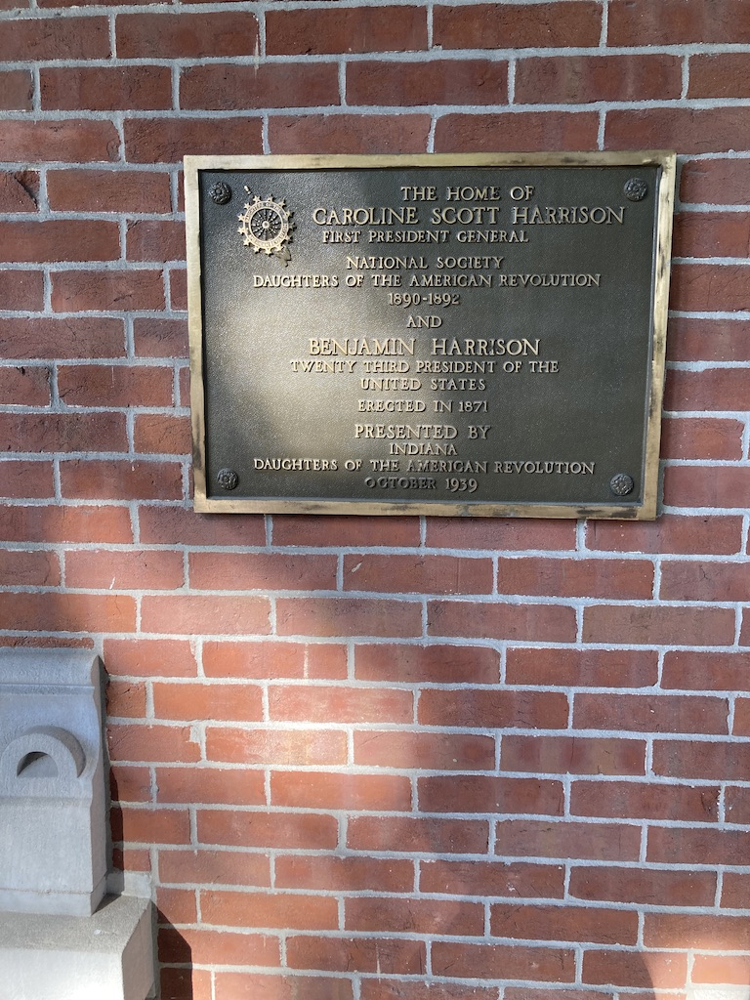 THE HOME OF
CAROLINE SCOTT HARRISON
FIRST PRESIDENT GENERAL
NATIONAL SOCIETY
DAUGHTERS OF THE AMERICAN REVOLUTION
1890-1892
AND
BENJAMIN HARRISON
TWENTY THIRD PRESIDENT OF THE
UNITED STATES
ERECTED IN 1871
PRESENTED BY
INDIANA
DAUGHTERS OF THE AMERICAN REVOLUTION
OCTOBER 1939